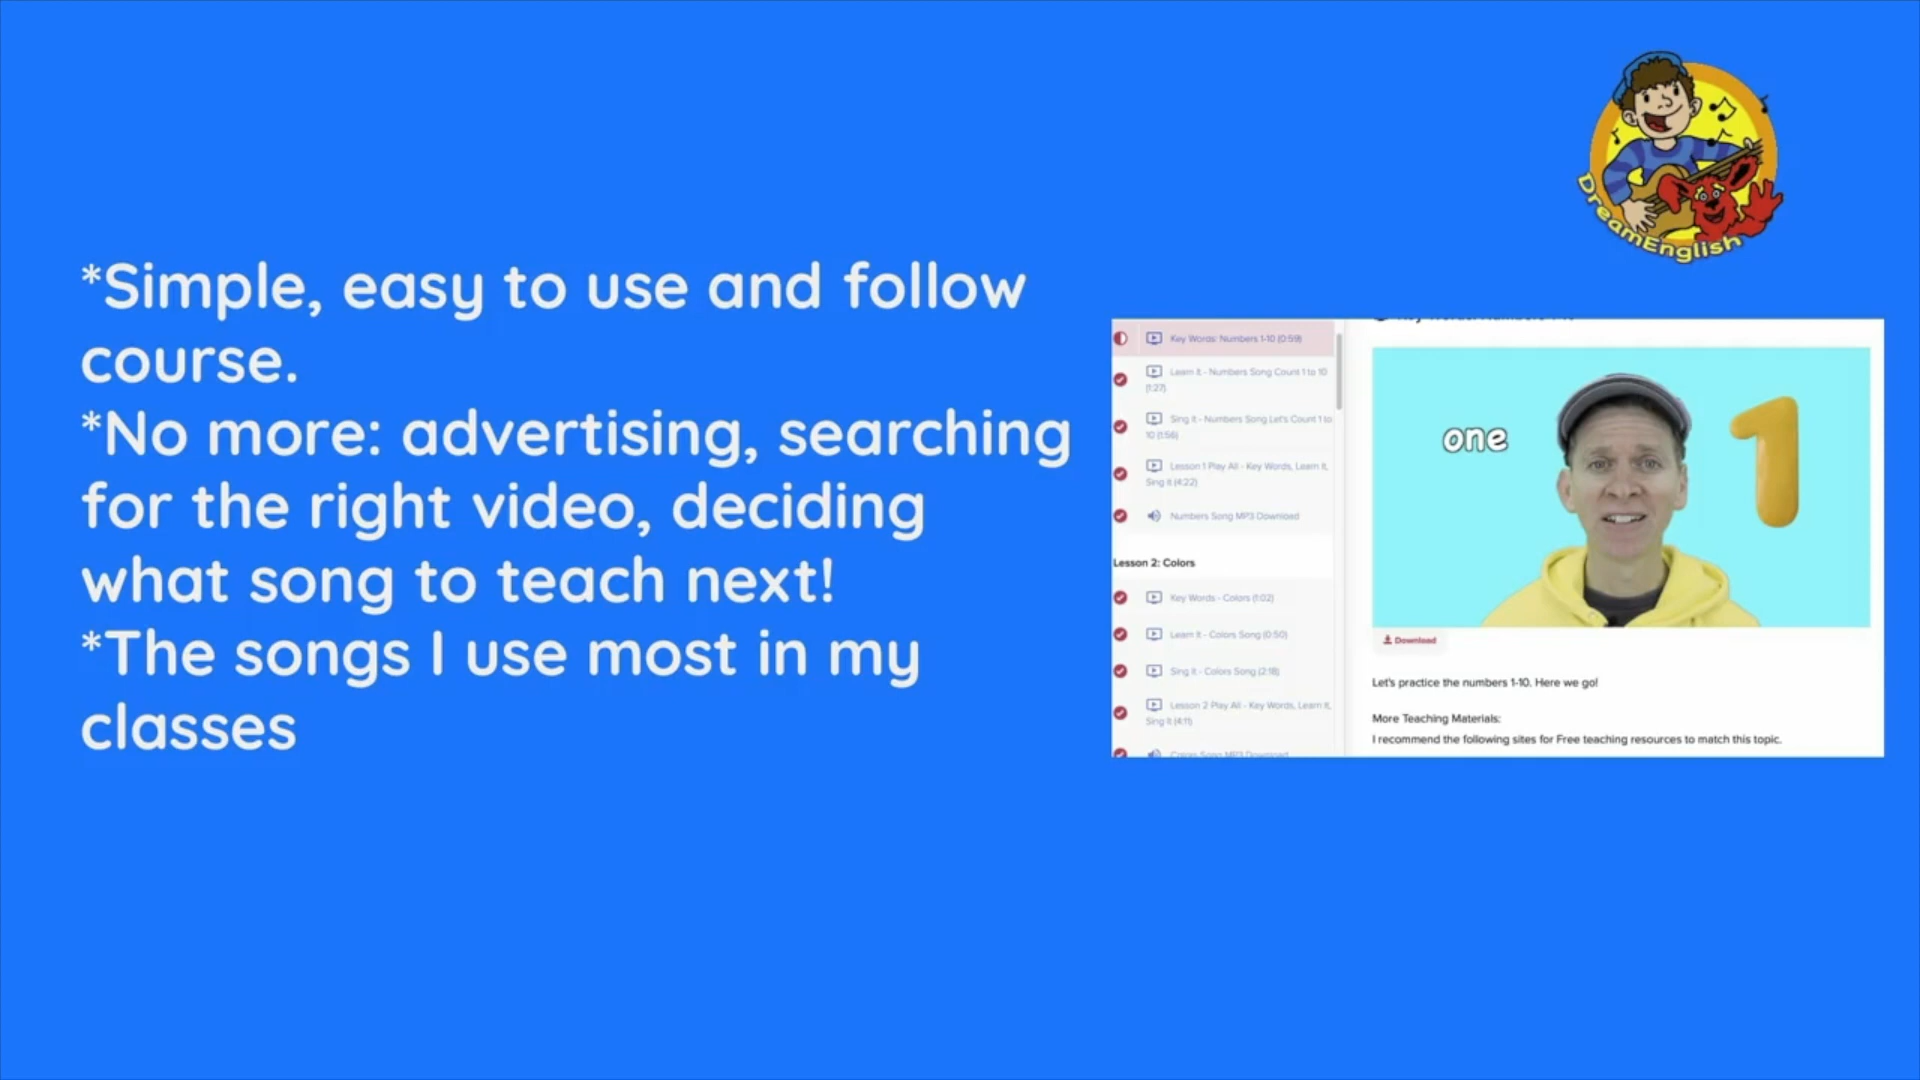 DreamEnglish
*Simple, easy to use and follow
course.
*No more: advertising, searching
for the right video, deciding
what song to teach next!
*The songs I use most in my
classes
Key Words: Numbers 1-10 (0:59)
Learn It - Numbers Song Count 1 to 10
(1:27)
Sing It - Numbers Song Let's Count 1 to
10 (1:56)
Lesson 1 Play All - Key Words, Learn It,
Sing It (4:22)
Numbers Song MP3 Download
Lesson 2: Colors
Key Words - Colors (1:02)
Learn It - Colors Song (0:50)
Sing It - Colors Song (2:18)
Lesson 2 Play All - Key Words, Learn It,
Sing It (4:11)
Colors Song MP3 Download
one
1
Download
Let's practice the numbers 1-10. Here we go!
More Teaching Materials:
I recommend the following sites for Free teaching resources to match this topic.